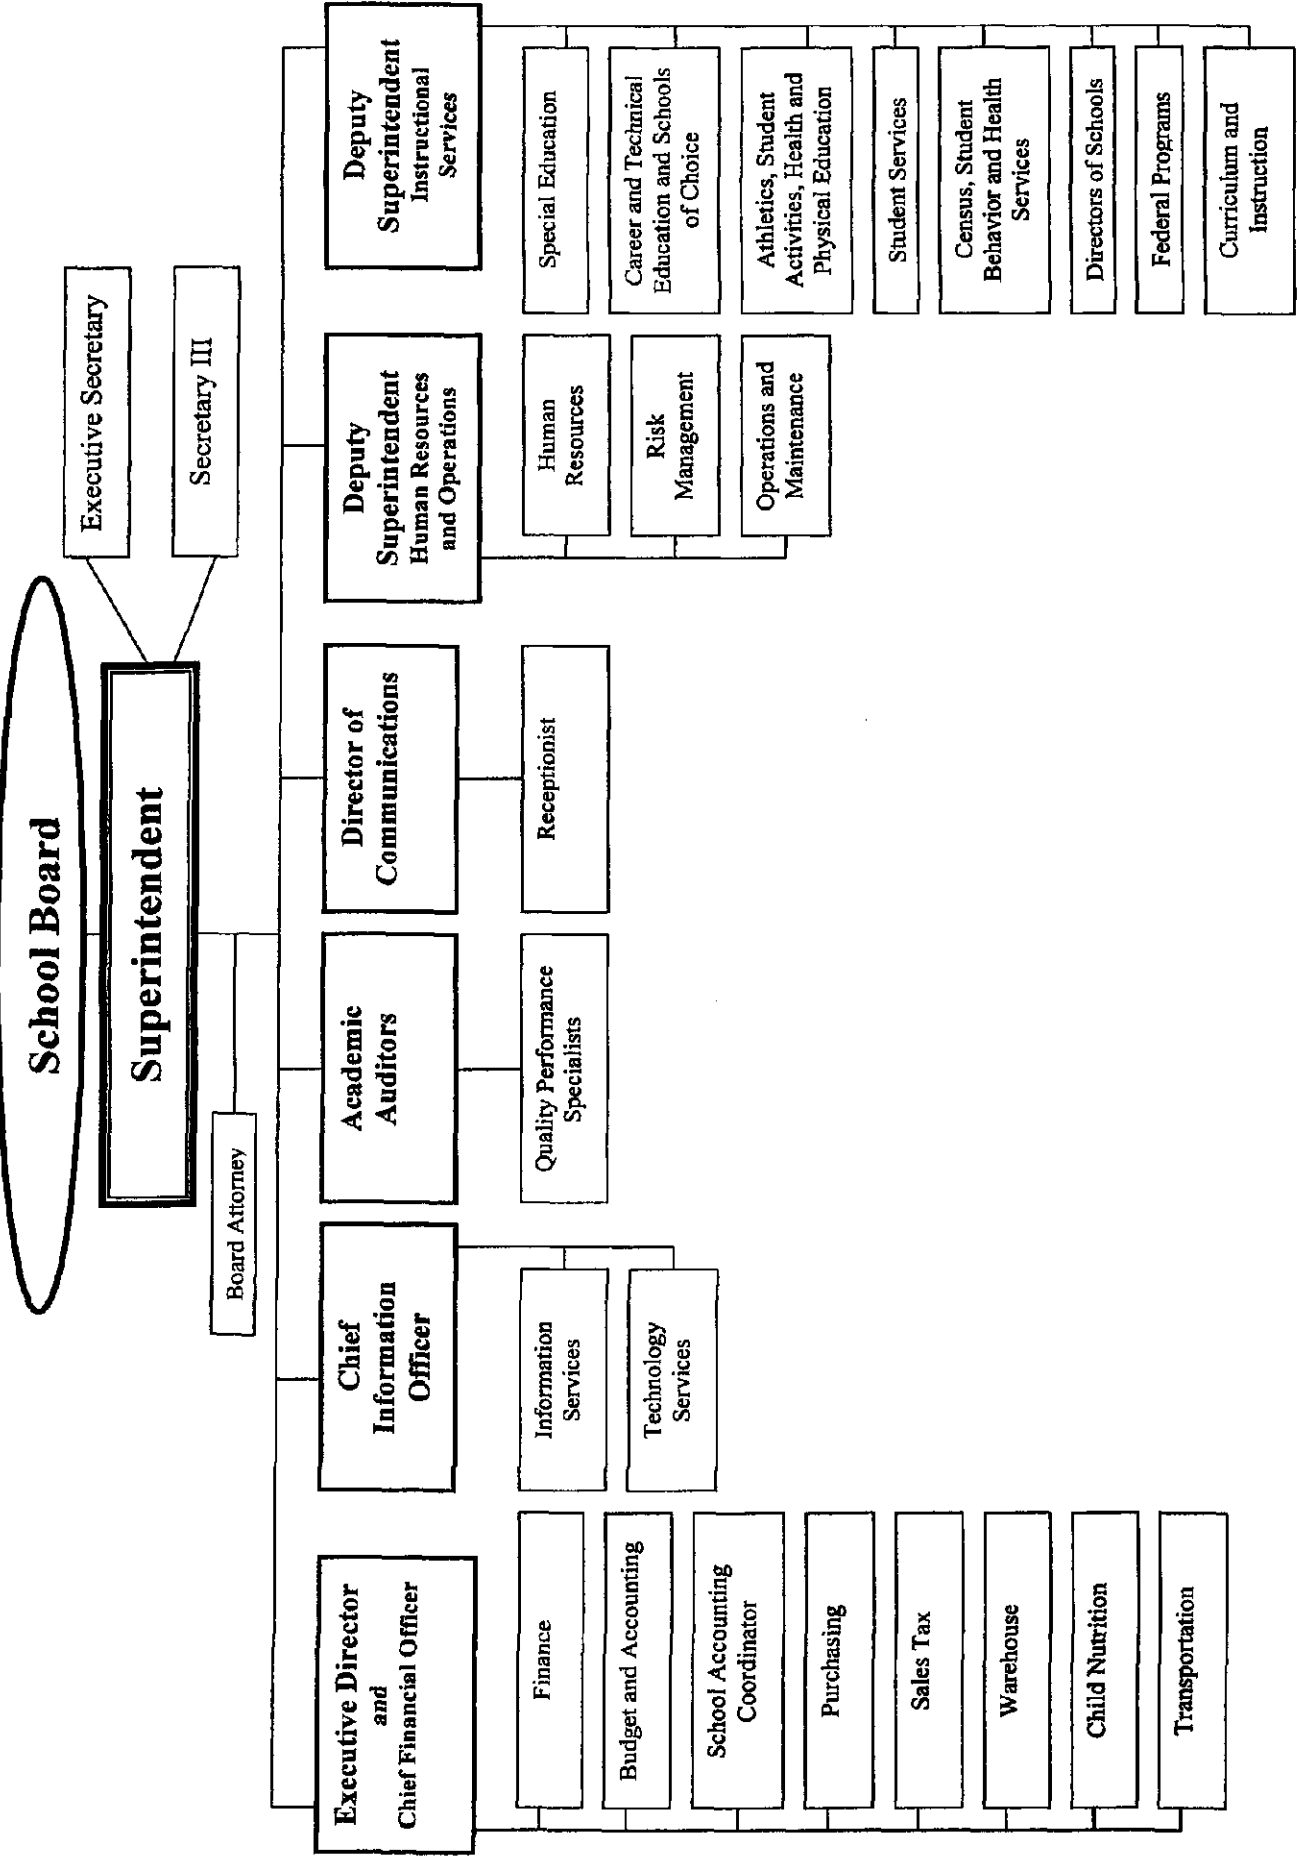 School Board
Superintendent
Executive Secretary
Secretary III
Board Attorney
Executive Director
and
Chief Financial Officer
Finance
Budget and Accounting
School Accounting
Coordinator
Purchasing
Sales Tax
Warehouse
Child Nutrition
Transportation
Chief
Information
Officer
Information
Services
Technology
Services
Academic
Auditors
Quality Performance
Specialists
Director of
Communications
Receptionist
Deputy
Superintendent
Human Resources
and Operations
Human
Resources
Risk
Management
Operations and
Maintenance
Deputy
Superintendent
Instructional
Services
Special Education
Career and Technical
Education and Schools
of Choice
Athletics, Student
Activities, Health and
Physical Education
Student Services
Census, Student
Behavior and Health
Services
Directors of Schools
Federal Programs
Curriculum and
Instruction